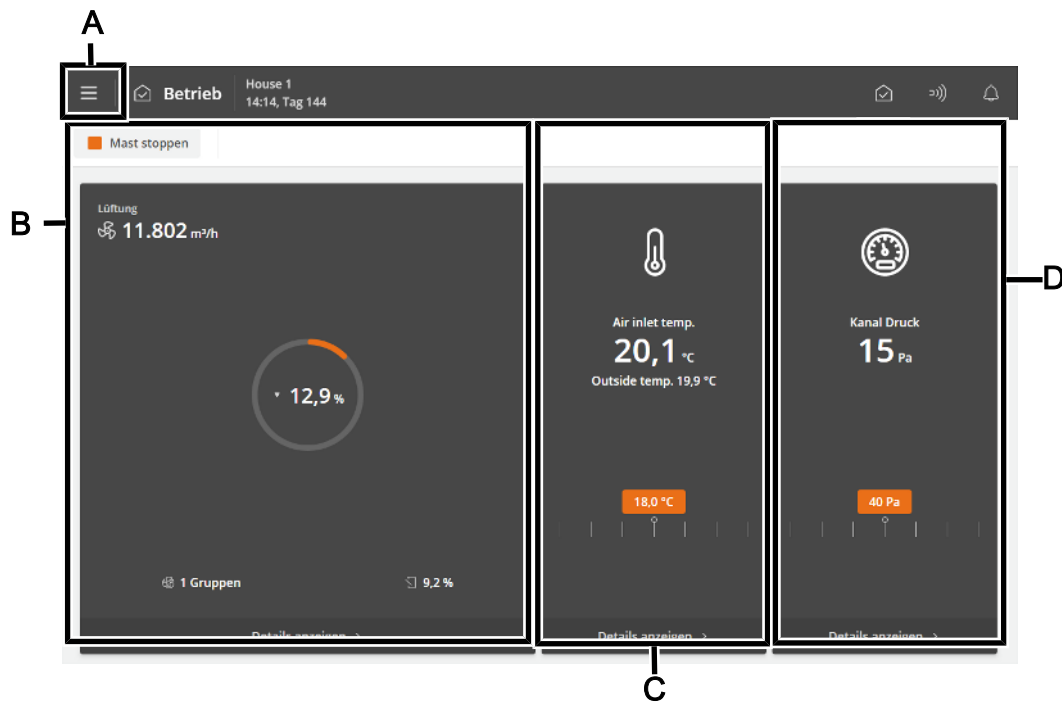 A
Betrieb
House 1
14:14, Tag 144
Mast stoppen
B
Lüftung
11.802 m³/h
12,9 %
1 Gruppen
9,2 %
Details anzeigen >
Air inlet temp.
20,1 °C
Outside temp. 19,9 °C
18,0 °C
Details anzeigen >
C
Kanal Druck
15 Pa
40 Pa
Details anzeigen >
D